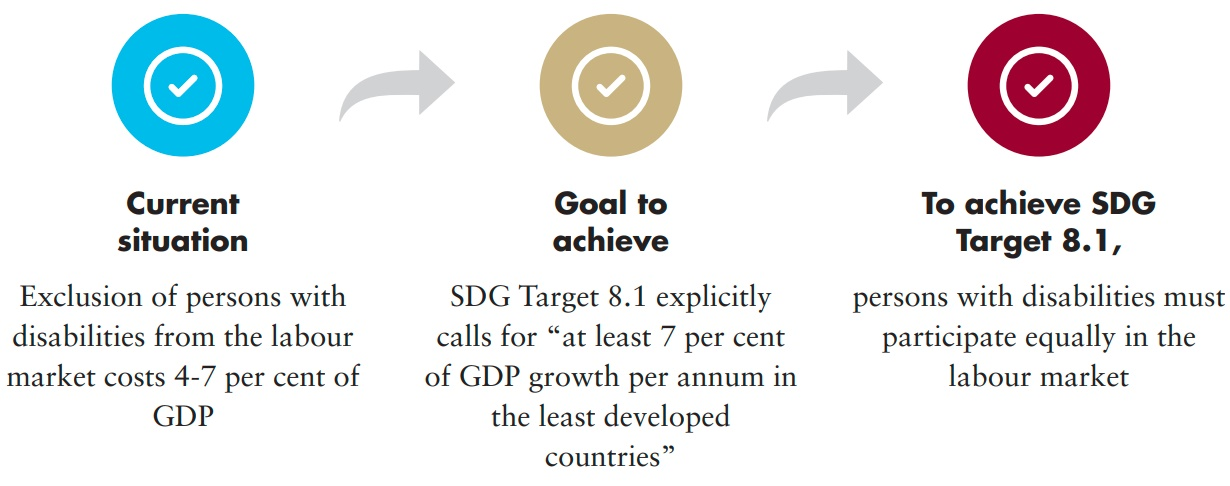 Current
situation
Exclusion of persons with
disabilities from the labour
market costs 4-7 per cent of
GDP
Goal to
achieve
SDG Target 8.1 explicitly
calls for “at least 7 per cent
of GDP growth per annum in
the least developed
countries”
To achieve SDG
Target 8.1,
persons with disabilities must
participate equally in the
labour market